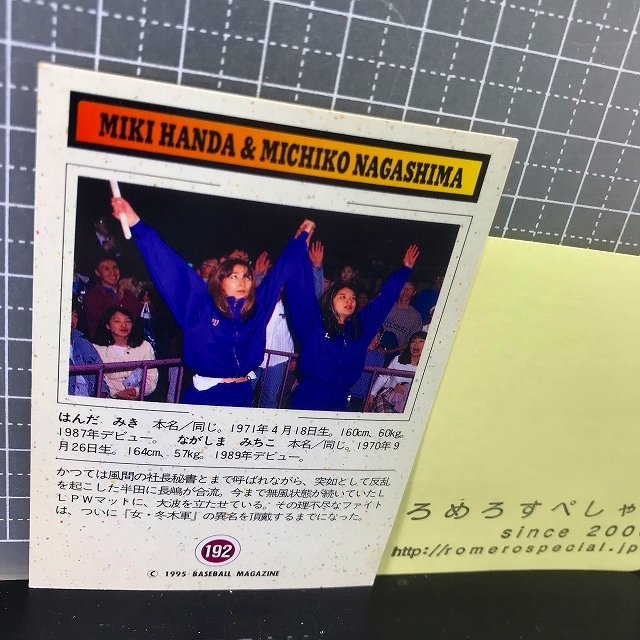 MIKI HANDA & MICHIKO NAGASHIMA
はんだ　みき　本名／同じ。1971年4月18日生。160cm、60kg。
1987年デビュー。　ながしま　みちこ　本名／同じ。1970年9
月26日生。164cm、57kg。1989年デビュー。
かつては風間の社長秘書とまで呼ばれながら、突如として反乱
を起こした半田に長嶋が合流。今まで無風状態が続いていたL
LPWマットに、大波を立たせている。その理不尽なファイト
は、ついに「女・冬木軍」の異名を頂戴するまでになった。
192
© 1995 BASEBALL MAGAZINE
ろめろすぺしゃ
since 200
http://romerospecial.jp